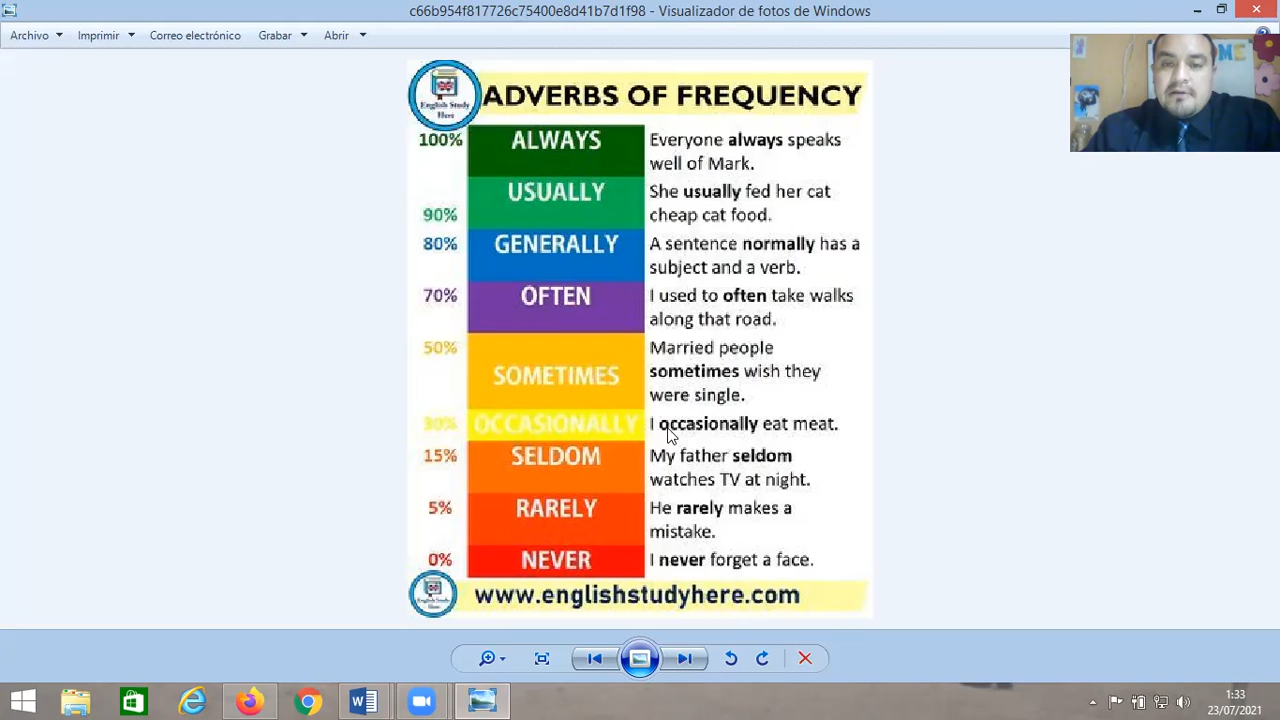 c66b954f817726c75400e8d41b7d1f98 - Visualizador de fotos de Windows
Archivo Imprimir Correo electrónico Grabar Abrir
English Study
Here
ADVERBS OF FREQUENCY
100% ALWAYS Everyone always speaks
well of Mark.
USUALLY She usually fed her cat
90% cheap cat food.
80% GENERALLY A sentence normally has a
subject and a verb.
70% OFTEN I used to often take walks
along that road.
50% Married people
SOMETIMES sometimes wish they
were single.
30% OCCASIONALLY I occasionally eat meat.
15% SELDOM My father seldom
watches TV at night.
5% RARELY He rarely makes a
mistake.
0% NEVER I never forget a face.
English Study
Here
www.englishstudyhere.com
1:33
23/07/2021